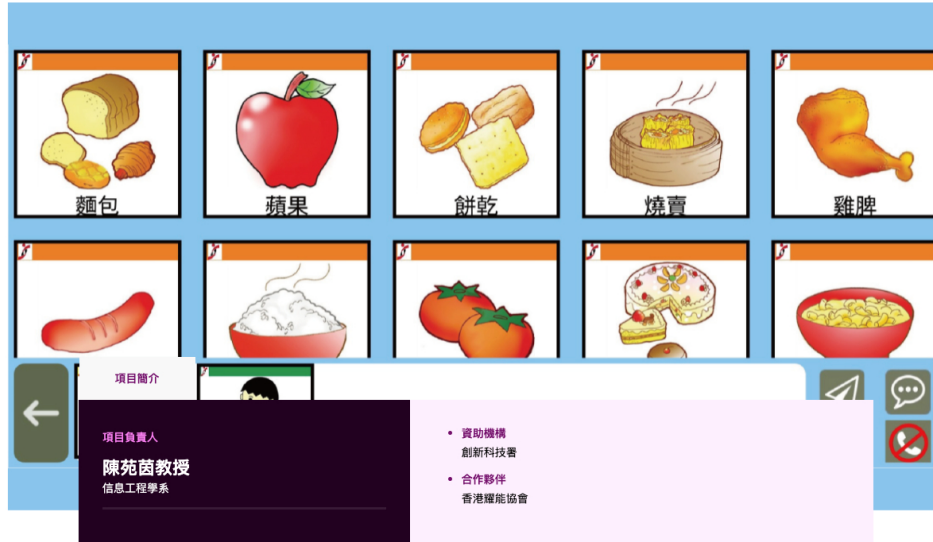 麵包
蘋果
餅乾
燒賣
雞脾
項目簡介
項目負責人
陳苑茵教授
信息工程學系
資助機構
創新科技署
合作夥伴
香港耀能協會